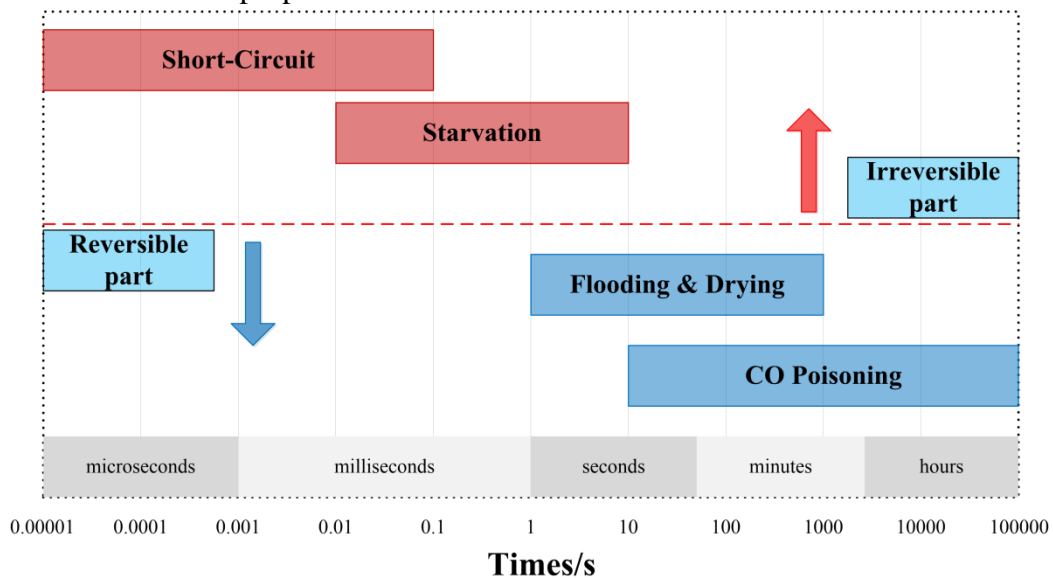 Short-Circuit
Starvation
Irreversible
part
Reversible
part
Flooding & Drying
CO Poisoning
microseconds
milliseconds
seconds
minutes
hours
0.00001 0.0001 0.001 0.01 0.1 1 10 100 1000 10000 100000
Times/s